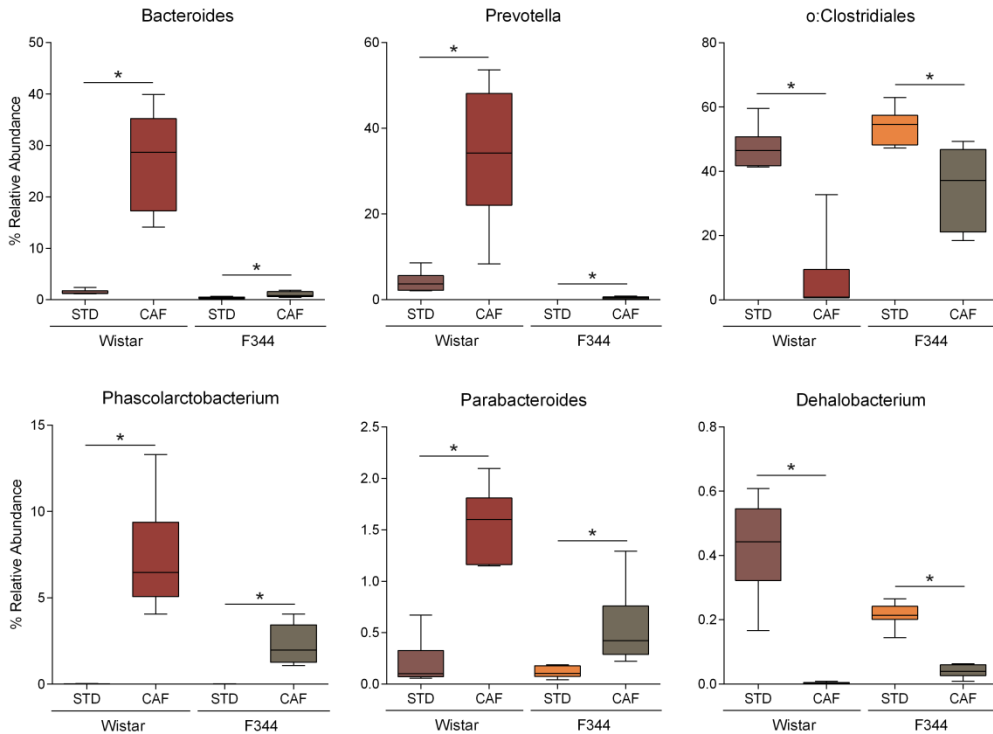 Bacteroides
% Relative Abundance
50
40
30
20
10
0
*
*
STD CAF STD CAF
Wistar F344
Prevotella
60
40
20
0
*
*
STD CAF STD CAF
Wistar F344
o:Clostridiales
80
60
40
20
0
*
*
STD CAF STD CAF
Wistar F344
Phascolarctobacterium
% Relative Abundance
15
10
5
0
*
*
STD CAF STD CAF
Wistar F344
Parabacteroides
2.5
2.0
1.5
1.0
0.5
0.0
*
*
STD CAF STD CAF
Wistar F344
Dehalobacterium
0.8
0.6
0.4
0.2
0.0
*
*
STD CAF STD CAF
Wistar F344